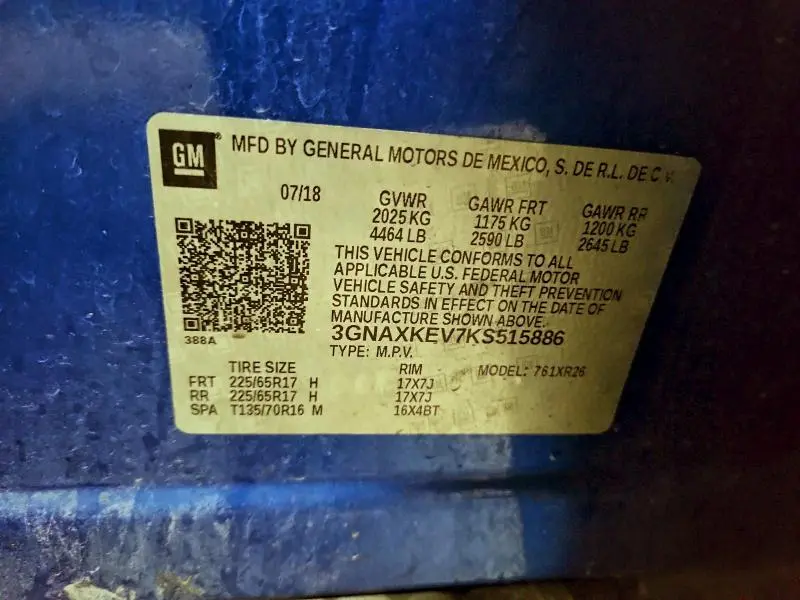 GM
MFD BY GENERAL MOTORS DE MEXICO, S. DE R.L. DE C.V.
07/18
GVWR GAWR FRT GAWR RR
2025 KG 1175 KG 1200 KG
4464 LB 2590 LB 2645 LB
THIS VEHICLE CONFORMS TO ALL
APPLICABLE U.S. FEDERAL MOTOR
VEHICLE SAFETY AND THEFT PREVENTION
STANDARDS IN EFFECT ON THE DATE OF
MANUFACTURE SHOWN ABOVE.
388A
3GNAXKEV7KS515886
TYPE: M.P.V.
TIRE SIZE RIM MODEL: 761XR26
FRT 225/65R17 H 17X7J
RR 225/65R17 H 17X7J
SPA T135/70R16 M 16X4BT